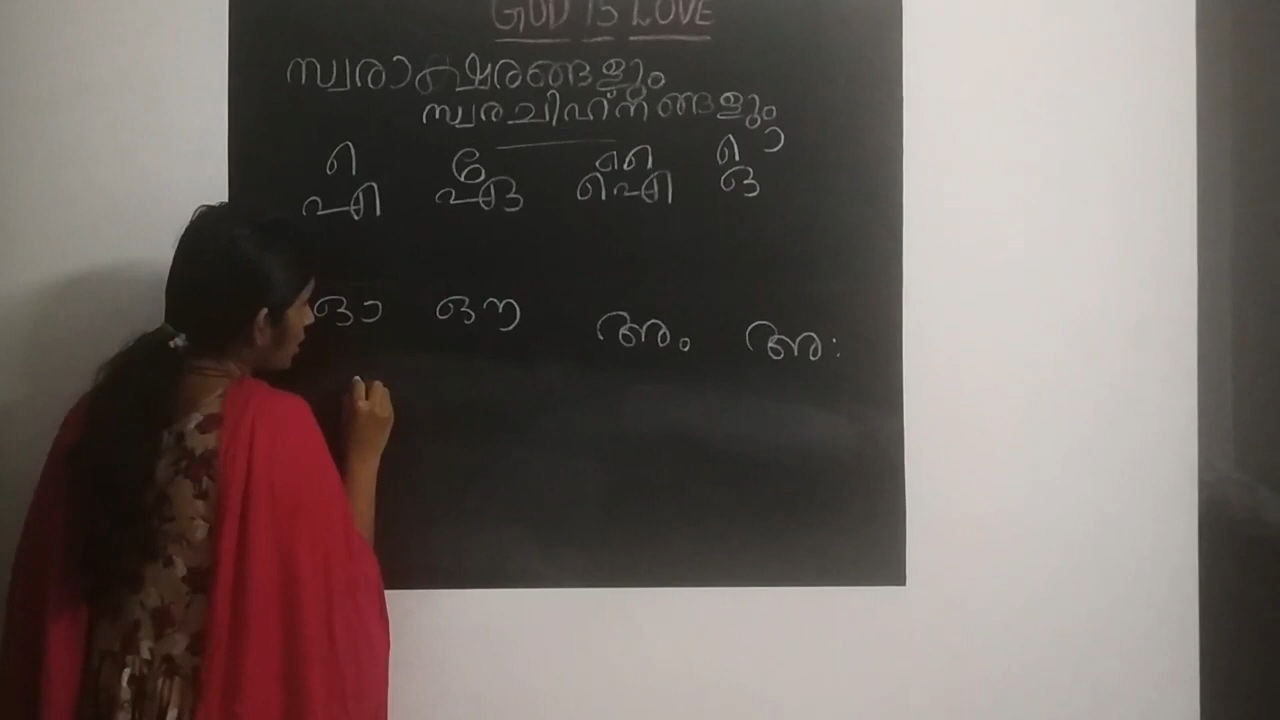 GOD IS LOVE
സ്വരാക്ഷരങ്ങളും
സ്വരചിഹ്നങ്ങളും
െ േ ൈ ൊ
എ ഏ ഐ ഒ
ഓ ഔ അം അഃ